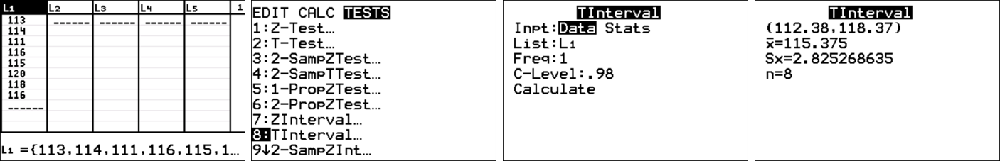 L1 L2 L3 L4 L5 1
113 ------ ------ ------ ------
114
111
116
115
120
118
116
------
L1 ={113,114,111,116,115,1...
EDIT CALC TESTS
1:Z-Test…
2:T-Test…
3:2-SampZTest…
4:2-SampTTest…
5:1-PropZTest…
6:2-PropZTest…
7:ZInterval…
8:TInterval…
9↓2-SampZInt…
TInterval
Inpt:Data Stats
List:L1
Freq:1
C-Level:.98
Calculate
TInterval
(112.38,118.37)
x̄=115.375
Sx=2.825268635
n=8